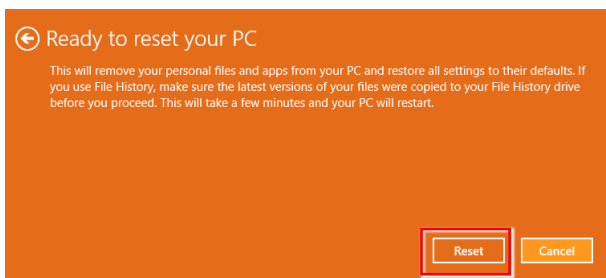 Ready to reset your PC
This will remove your personal files and apps from your PC and restore all settings to their defaults. If
you use File History, make sure the latest versions of your files were copied to your File History drive
before you proceed. This will take a few minutes and your PC will restart.
Reset
Cancel